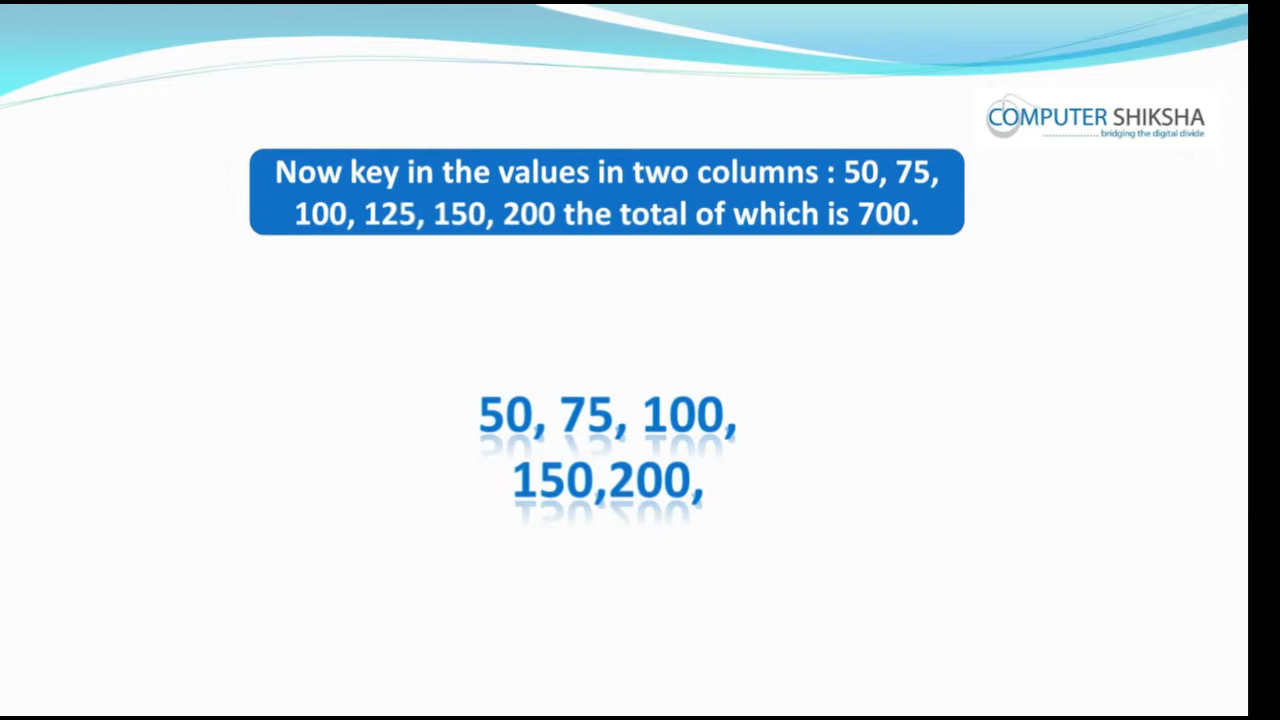 COMPUTER SHIKSHA
.................. bridging the digital divide
Now key in the values in two columns : 50, 75,
100, 125, 150, 200 the total of which is 700.
50, 75, 100,
150,200,